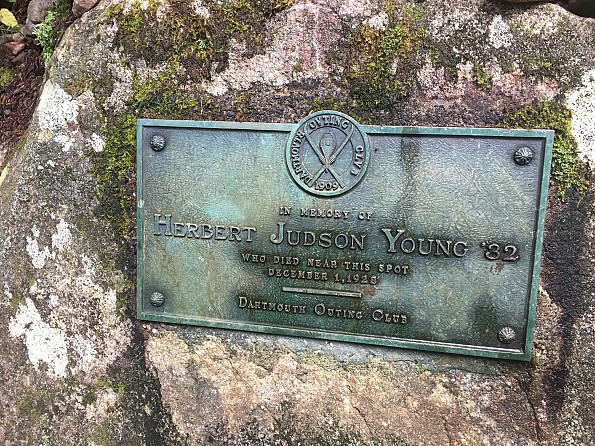 DARTMOUTH OUTING CLUB
1909
IN MEMORY OF
HERBERT JUDSON YOUNG '32
WHO DIED NEAR THIS SPOT
DECEMBER 1, 1928
DARTMOUTH OUTING CLUB